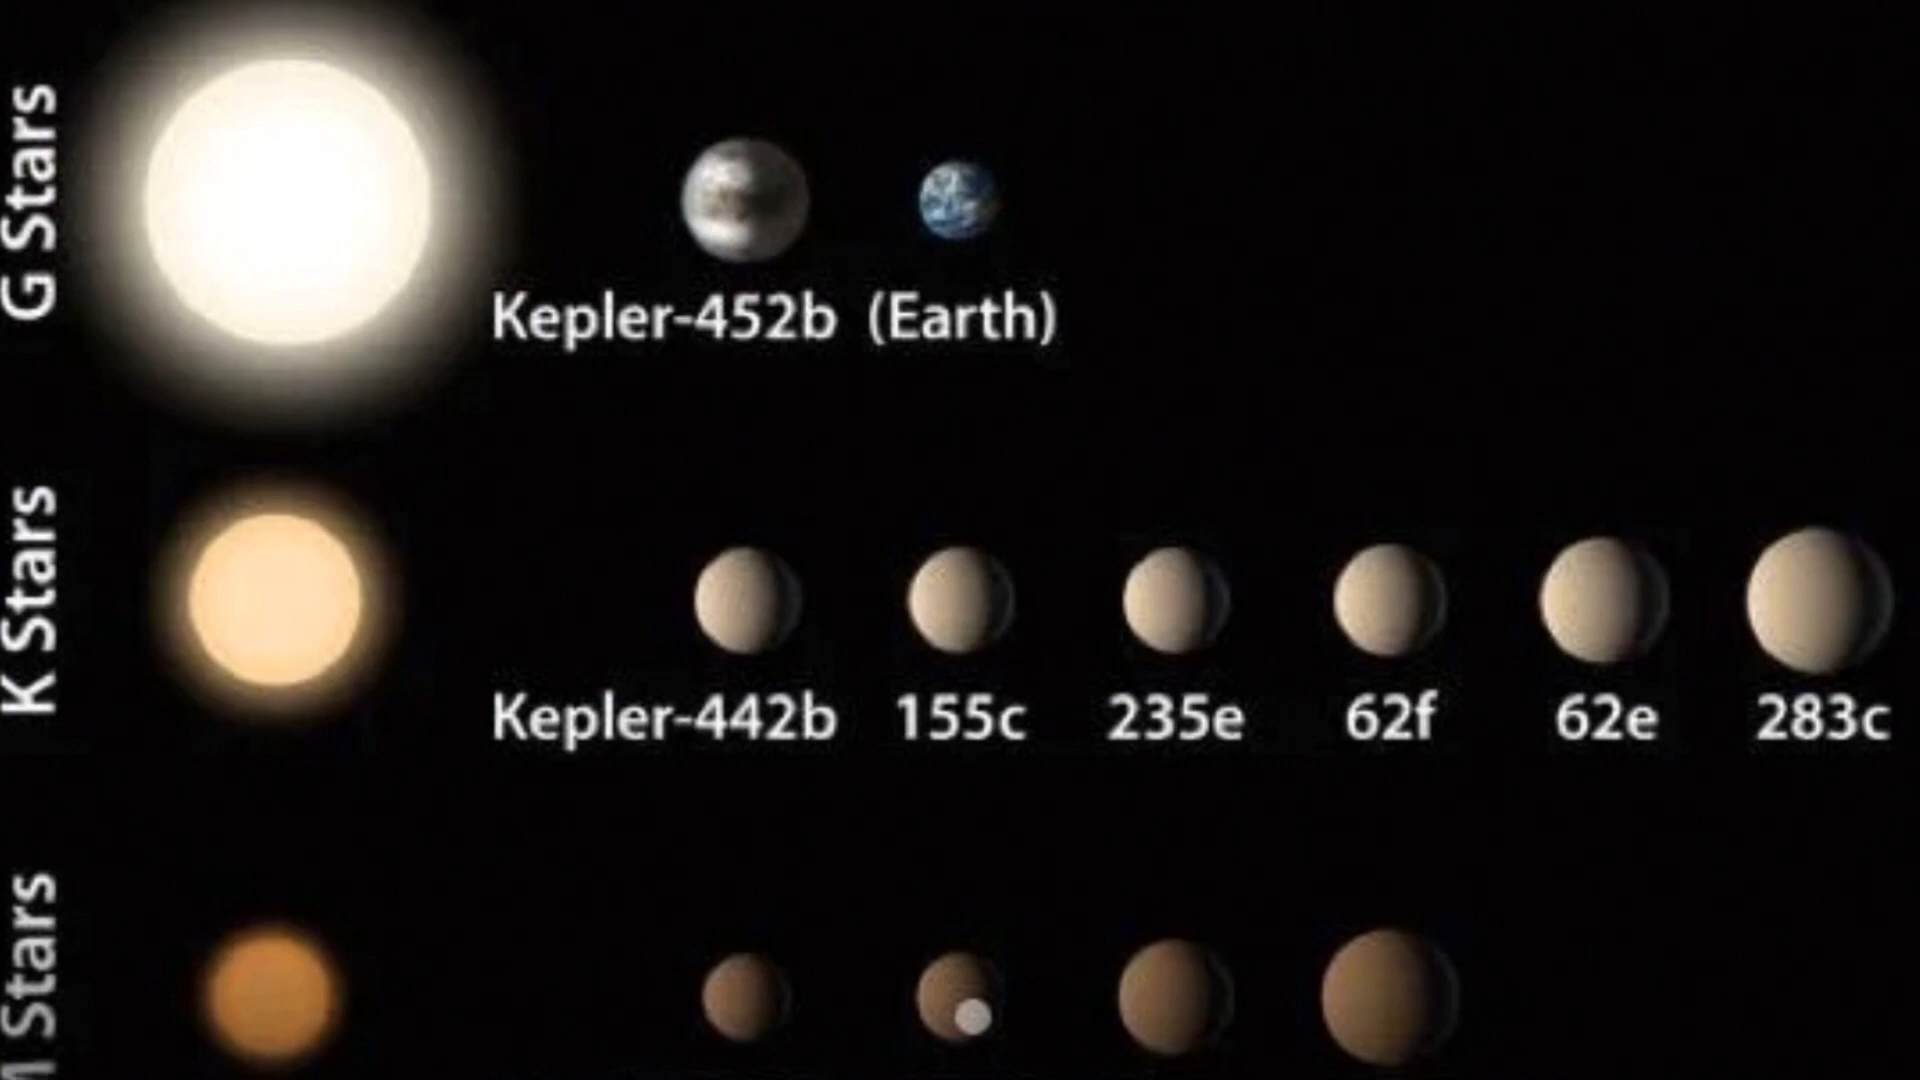 G Stars
Kepler-452b (Earth)
K Stars
Kepler-442b 155c 235e 62f 62e 283c
Stars